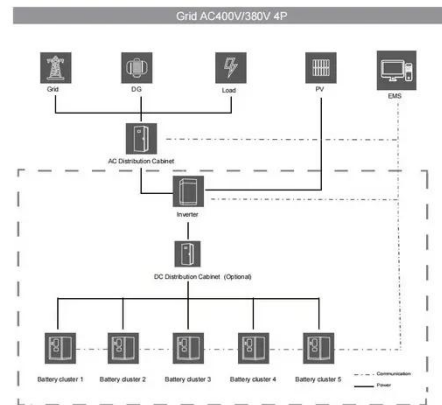 Grid AC400V/380V 4P
Grid
DG
Load
PV
EMS
AC Distribution Cabinet
Inverter
DC Distribution Cabinet (Optional)
Battery cluster 1
Battery cluster 2
Battery cluster 3
Battery cluster 4
Battery cluster 5
Communication
Power